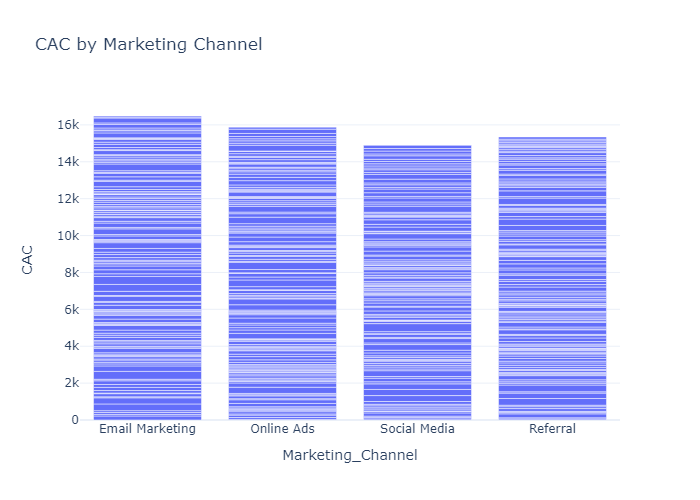 CAC by Marketing Channel
16k
14k
12k
10k
8k
6k
4k
2k
0
CAC
Email Marketing
Online Ads
Social Media
Referral
Marketing_Channel